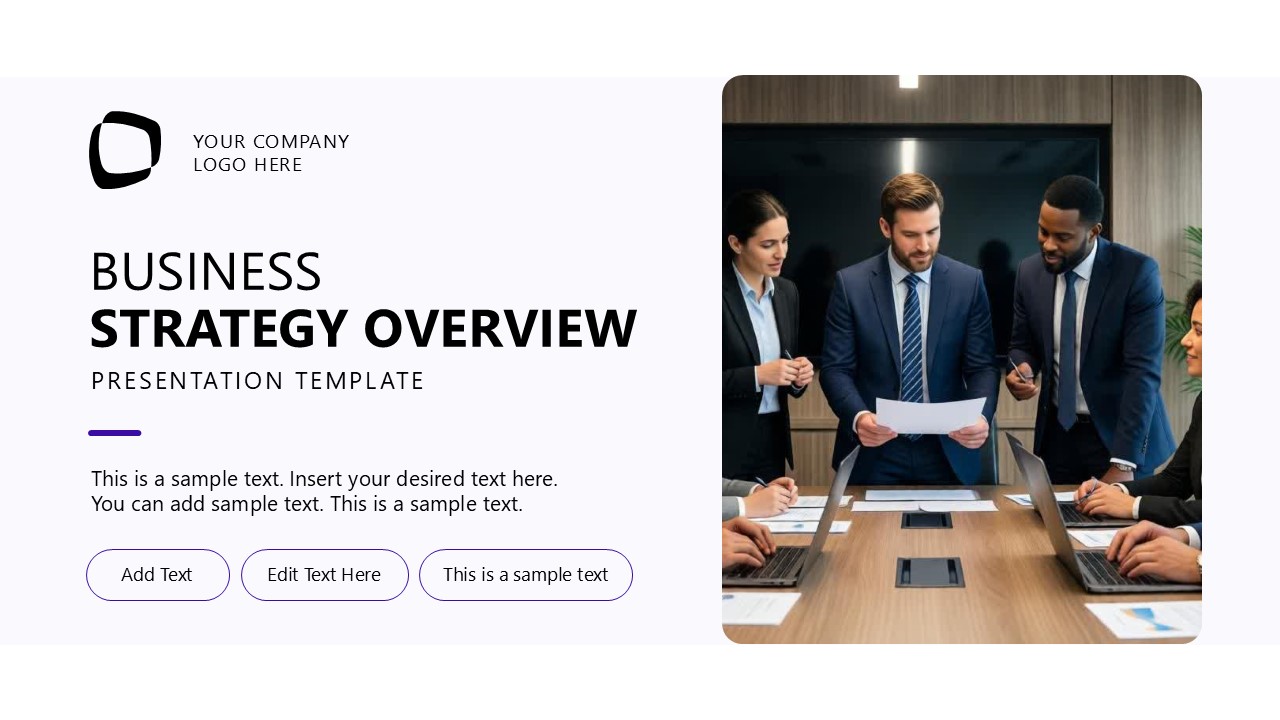 YOUR COMPANY
LOGO HERE
BUSINESS
STRATEGY OVERVIEW
PRESENTATION TEMPLATE
This is a sample text. Insert your desired text here.
You can add sample text. This is a sample text.
Add Text
Edit Text Here
This is a sample text